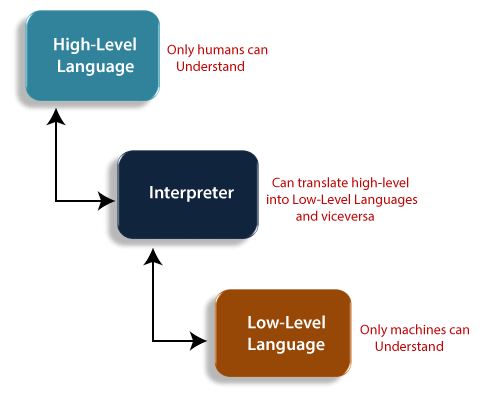 High-Level
Language
Only humans can
Understand
Interpreter
Can translate high-level
into Low-Level Languages
and viceversa
Low-Level
Language
Only machines can
Understand